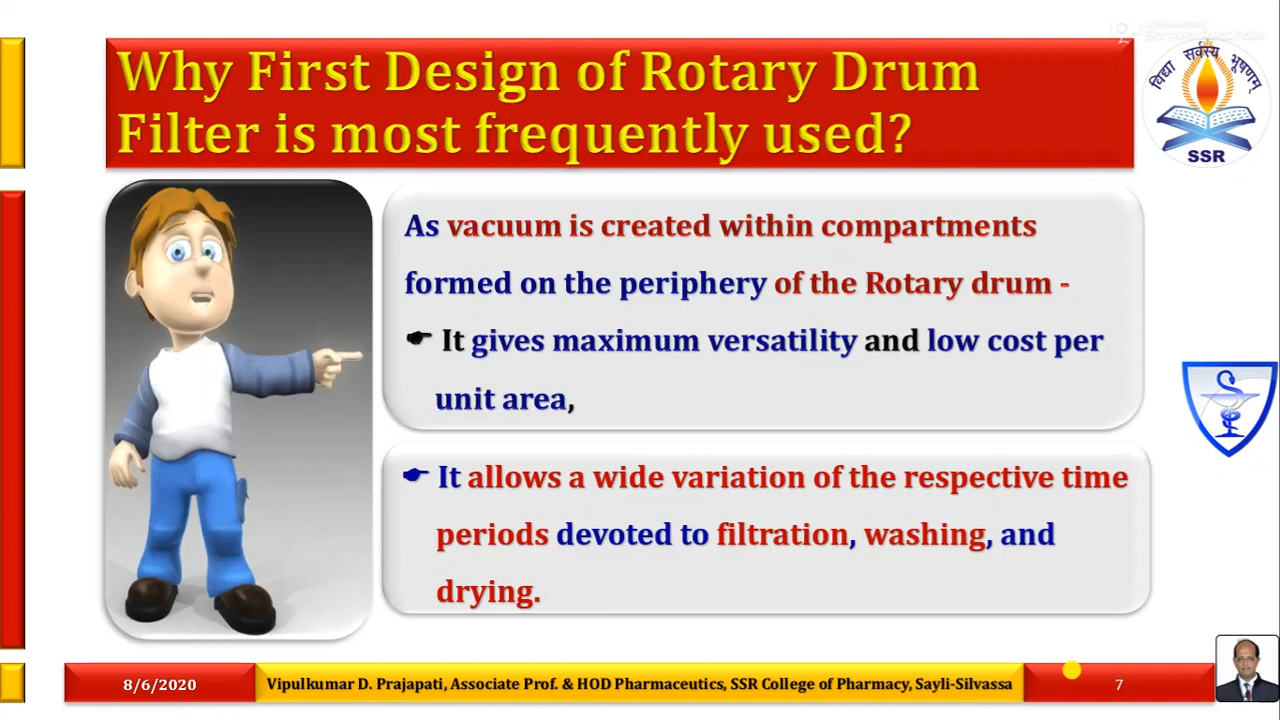 Why First Design of Rotary Drum
Filter is most frequently used?
विद्या सर्वस्य भूषणम्
SSR
As vacuum is created within compartments
formed on the periphery of the Rotary drum -
☛ It gives maximum versatility and low cost per
unit area,
☛ It allows a wide variation of the respective time
periods devoted to filtration, washing, and
drying.
8/6/2020
Vipulkumar D. Prajapati, Associate Prof. & HOD Pharmaceutics, SSR College of Pharmacy, Sayli-Silvassa
7